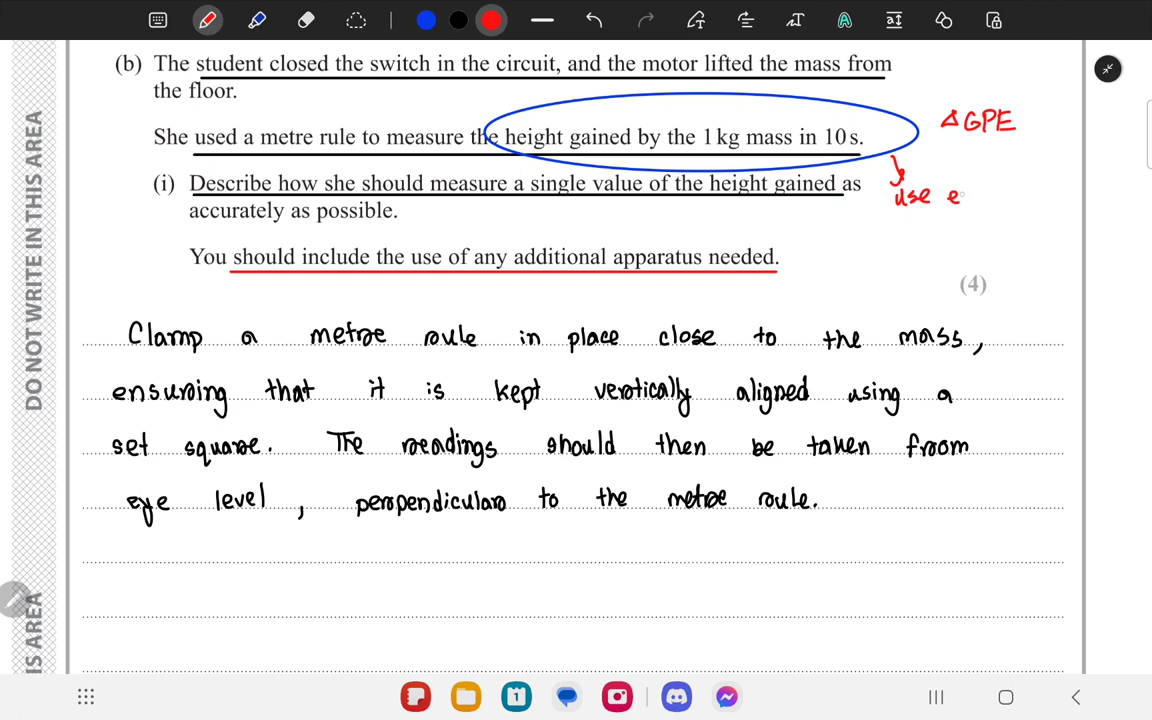 (b) The student closed the switch in the circuit, and the motor lifted the mass from
the floor.
She used a metre rule to measure the height gained by the 1 kg mass in 10 s.
ΔGPE
(i) Describe how she should measure a single value of the height gained as
accurately as possible.
use e
You should include the use of any additional apparatus needed.
(4)
Clamp a metre rule in place close to the mass,
ensuring that it is kept vertically aligned using a
set square. The readings should then be taken from
eye level, perpendicular to the metre rule.
DO NOT WRITE IN THIS AREA
IS AREA